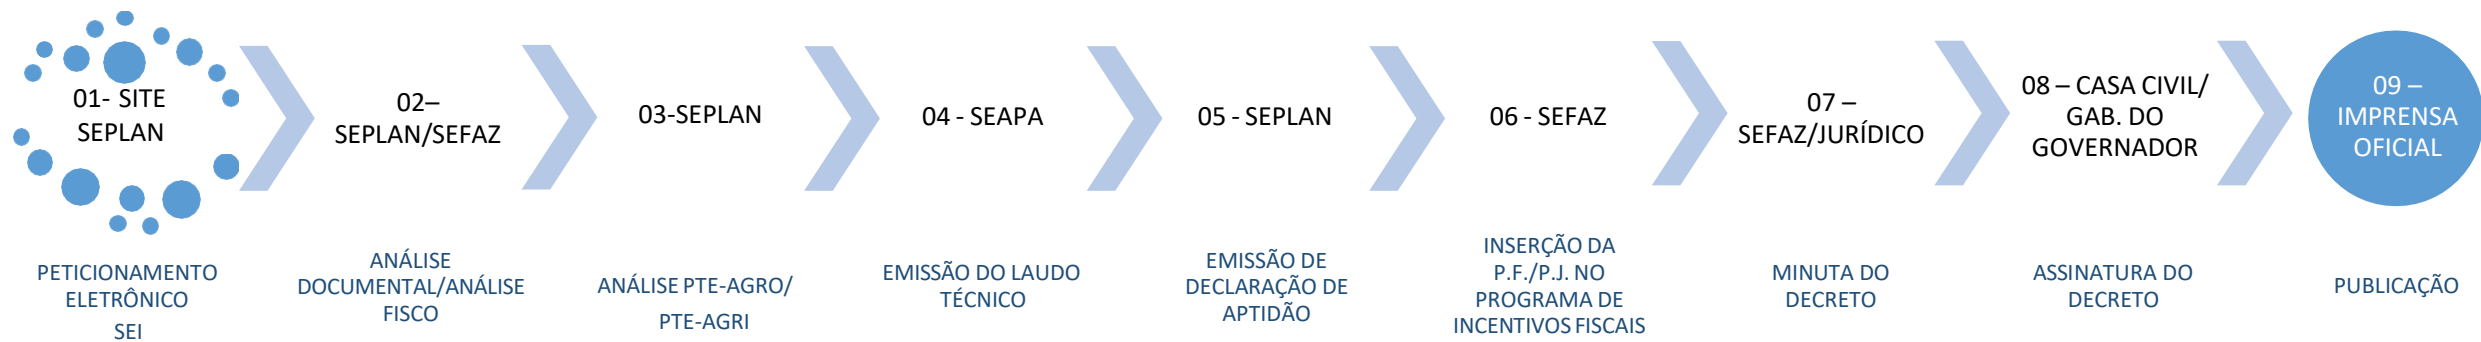 01- SITE
SEPLAN
02–
SEPLAN/SEFAZ
03-SEPLAN
04 - SEAPA
05 - SEPLAN
06 - SEFAZ
07 –
SEFAZ/JURÍDICO
08 – CASA CIVIL/
GAB. DO
GOVERNADOR
09 –
IMPRENSA
OFICIAL
PETICIONAMENTO
ELETRÔNICO
SEI
ANÁLISE
DOCUMENTAL/ANÁLISE
FISCO
ANÁLISE PTE-AGRO/
PTE-AGRI
EMISSÃO DO LAUDO
TÉCNICO
EMISSÃO DE
DECLARAÇÃO DE
APTIDÃO
INSERÇÃO DA
P.F./P.J. NO
PROGRAMA DE
INCENTIVOS FISCAIS
MINUTA DO
DECRETO
ASSINATURA DO
DECRETO
PUBLICAÇÃO